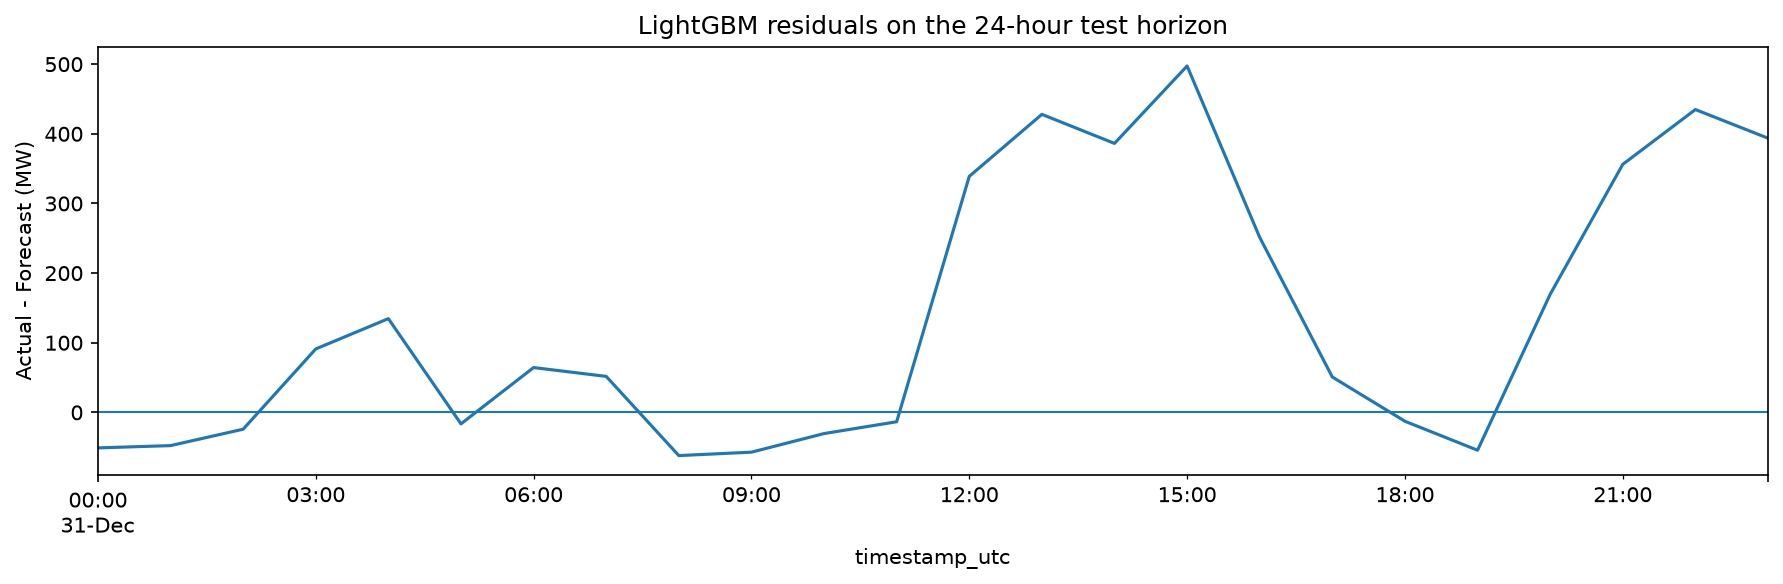 LightGBM residuals on the 24-hour test horizon
Actual - Forecast (MW)
500
400
300
200
100
0
00:00 03:00 06:00 09:00 12:00 15:00 18:00 21:00
31-Dec
timestamp_utc